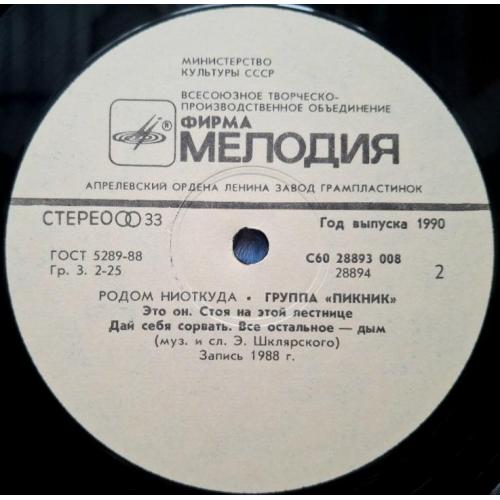 МИНИСТЕРСТВО
КУЛЬТУРЫ СССР
ВСЕСОЮЗНОЕ ТВОРЧЕСКО-
ПРОИЗВОДСТВЕННОЕ ОБЪЕДИНЕНИЕ
® ФИРМА
МЕЛОДИЯ
АПРЕЛЕВСКИЙ ОРДЕНА ЛЕНИНА ЗАВОД ГРАМПЛАСТИНОК
СТЕРЕО 33 Год выпуска 1990
ГОСТ 5289-88 С60 28893 008
Гр. 3. 2-25 28894 2
РОДОМ НИОТКУДА • ГРУППА «ПИКНИК»
Это он. Стоя на этой лестнице
Дай себя сорвать. Все остальное — дым
(муз. и сл. Э. Шклярского)
Запись 1988 г.